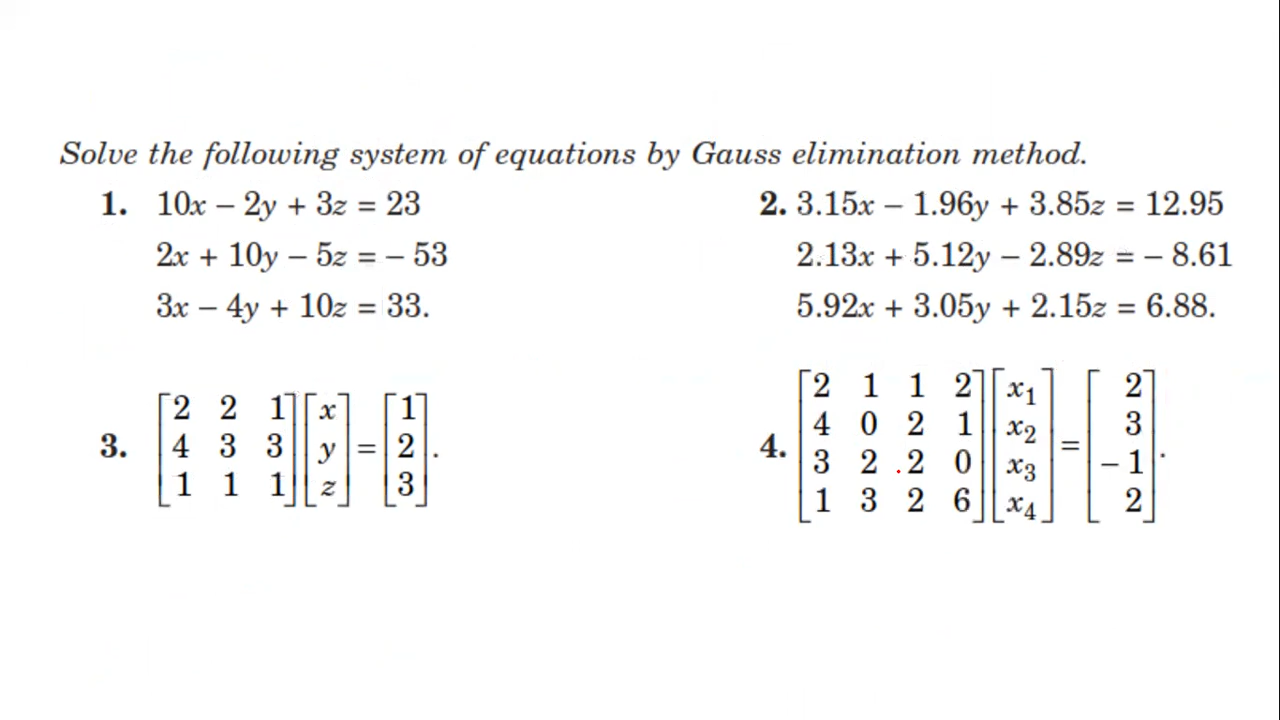 Solve the following system of equations by Gauss elimination method.
1. 10x – 2y + 3z = 23
2x + 10y – 5z = – 53
3x – 4y + 10z = 33.
2. 3.15x – 1.96y + 3.85z = 12.95
2.13x + 5.12y – 2.89z = – 8.61
5.92x + 3.05y + 2.15z = 6.88.
3. [2 2 1] [x] = [1]
[4 3 3] [y] = [2].
[1 1 1] [z] [3]
4. [2 1 1 2] [x₁] [2]
[4 0 2 1] [x₂] = [3]
[3 2 2 0] [x₃] [– 1].
[1 3 2 6] [x₄] [2]